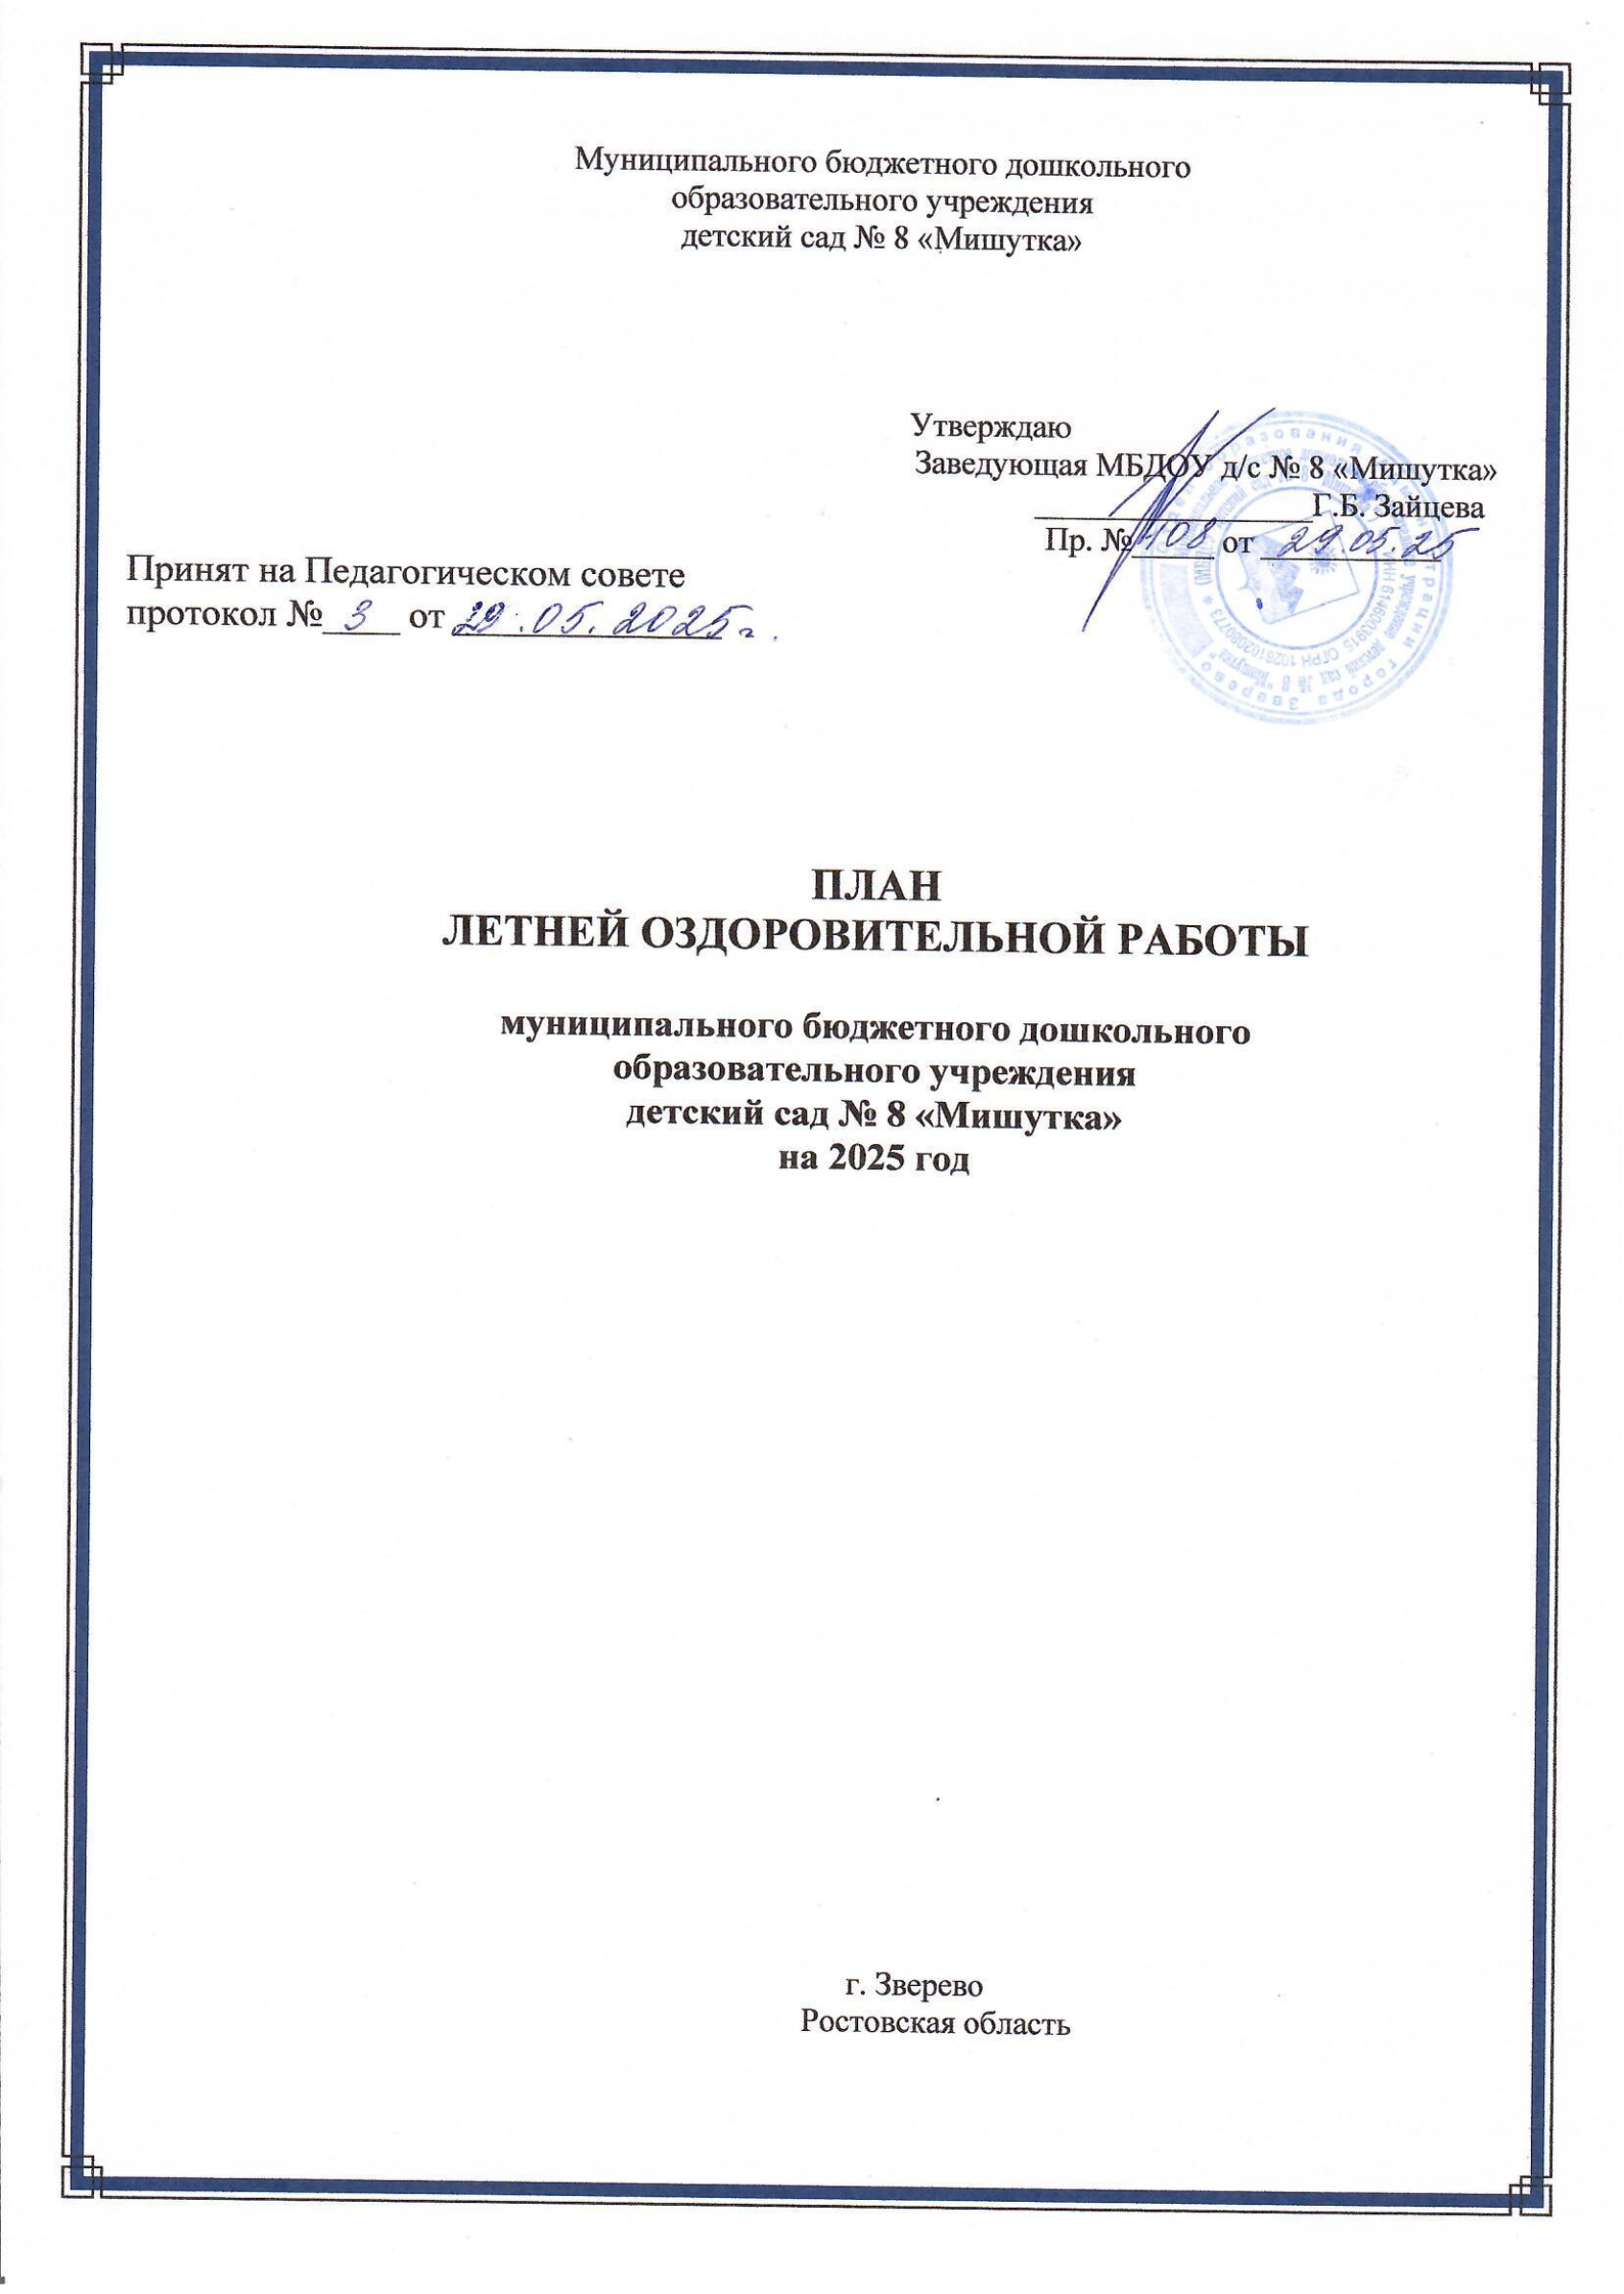 Муниципального бюджетного дошкольного
образовательного учреждения
детский сад № 8 «Мишутка»
Утверждаю
Заведующая МБДОУ д/с № 8 «Мишутка»
Г.Б. Зайцева
Пр. № 108 от 29.05.25
Принят на Педагогическом совете
протокол № 3 от 29.05.2025г.
ПЛАН
ЛЕТНЕЙ ОЗДОРОВИТЕЛЬНОЙ РАБОТЫ
муниципального бюджетного дошкольного
образовательного учреждения
детский сад № 8 «Мишутка»
на 2025 год
г. Зверево
Ростовская область